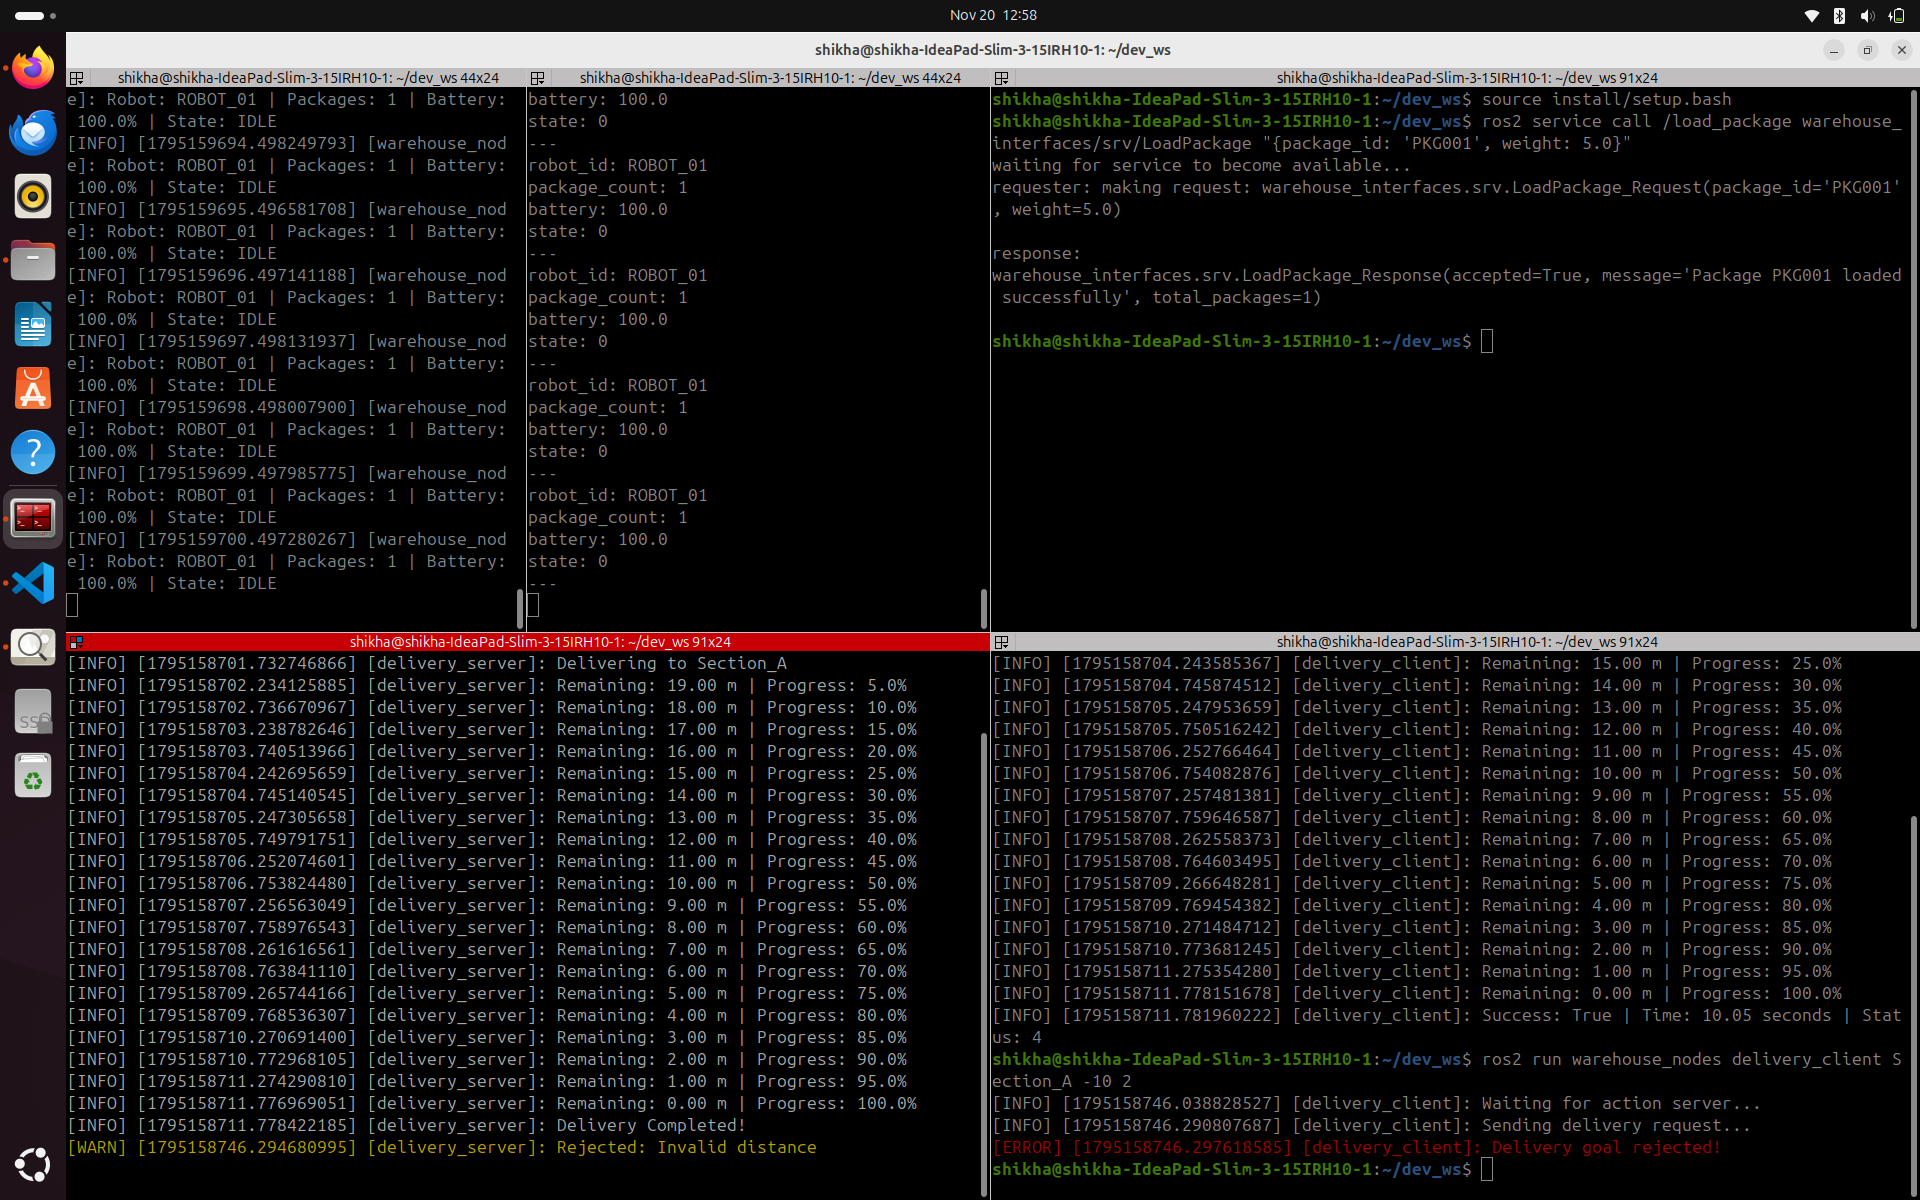 Nov 20 12:58
shikha@shikha-IdeaPad-Slim-3-15IRH10-1: ~/dev_ws
shikha@shikha-IdeaPad-Slim-3-15IRH10-1: ~/dev_ws 44x24
e]: Robot: ROBOT_01 | Packages: 1 | Battery:
100.0% | State: IDLE
[INFO] [1795159694.498249793] [warehouse_nod
e]: Robot: ROBOT_01 | Packages: 1 | Battery:
100.0% | State: IDLE
[INFO] [1795159695.496581708] [warehouse_nod
e]: Robot: ROBOT_01 | Packages: 1 | Battery:
100.0% | State: IDLE
[INFO] [1795159696.497141188] [warehouse_nod
e]: Robot: ROBOT_01 | Packages: 1 | Battery:
100.0% | State: IDLE
[INFO] [1795159697.498131937] [warehouse_nod
e]: Robot: ROBOT_01 | Packages: 1 | Battery:
100.0% | State: IDLE
[INFO] [1795159698.498007900] [warehouse_nod
e]: Robot: ROBOT_01 | Packages: 1 | Battery:
100.0% | State: IDLE
[INFO] [1795159699.497985775] [warehouse_nod
e]: Robot: ROBOT_01 | Packages: 1 | Battery:
100.0% | State: IDLE
[INFO] [1795159700.497280267] [warehouse_nod
e]: Robot: ROBOT_01 | Packages: 1 | Battery:
100.0% | State: IDLE
shikha@shikha-IdeaPad-Slim-3-15IRH10-1: ~/dev_ws 44x24
battery: 100.0
state: 0
---
robot_id: ROBOT_01
package_count: 1
battery: 100.0
state: 0
---
robot_id: ROBOT_01
package_count: 1
battery: 100.0
state: 0
---
robot_id: ROBOT_01
package_count: 1
battery: 100.0
state: 0
---
robot_id: ROBOT_01
package_count: 1
battery: 100.0
state: 0
---
shikha@shikha-IdeaPad-Slim-3-15IRH10-1: ~/dev_ws 91x24
shikha@shikha-IdeaPad-Slim-3-15IRH10-1:~/dev_ws$ source install/setup.bash
shikha@shikha-IdeaPad-Slim-3-15IRH10-1:~/dev_ws$ ros2 service call /load_package warehouse_
interfaces/srv/LoadPackage "{package_id: 'PKG001', weight: 5.0}"
waiting for service to become available...
requester: making request: warehouse_interfaces.srv.LoadPackage_Request(package_id='PKG001'
, weight=5.0)
response:
warehouse_interfaces.srv.LoadPackage_Response(accepted=True, message='Package PKG001 loaded
successfully', total_packages=1)
shikha@shikha-IdeaPad-Slim-3-15IRH10-1:~/dev_ws$
shikha@shikha-IdeaPad-Slim-3-15IRH10-1: ~/dev_ws 91x24
[INFO] [1795158701.732746866] [delivery_server]: Delivering to Section_A
[INFO] [1795158702.234125885] [delivery_server]: Remaining: 19.00 m | Progress: 5.0%
[INFO] [1795158702.736670967] [delivery_server]: Remaining: 18.00 m | Progress: 10.0%
[INFO] [1795158703.238782646] [delivery_server]: Remaining: 17.00 m | Progress: 15.0%
[INFO] [1795158703.740513966] [delivery_server]: Remaining: 16.00 m | Progress: 20.0%
[INFO] [1795158704.242695659] [delivery_server]: Remaining: 15.00 m | Progress: 25.0%
[INFO] [1795158704.745140545] [delivery_server]: Remaining: 14.00 m | Progress: 30.0%
[INFO] [1795158705.247305658] [delivery_server]: Remaining: 13.00 m | Progress: 35.0%
[INFO] [1795158705.749791751] [delivery_server]: Remaining: 12.00 m | Progress: 40.0%
[INFO] [1795158706.252074601] [delivery_server]: Remaining: 11.00 m | Progress: 45.0%
[INFO] [1795158706.753824480] [delivery_server]: Remaining: 10.00 m | Progress: 50.0%
[INFO] [1795158707.256563049] [delivery_server]: Remaining: 9.00 m | Progress: 55.0%
[INFO] [1795158707.758976543] [delivery_server]: Remaining: 8.00 m | Progress: 60.0%
[INFO] [1795158708.261616561] [delivery_server]: Remaining: 7.00 m | Progress: 65.0%
[INFO] [1795158708.763841110] [delivery_server]: Remaining: 6.00 m | Progress: 70.0%
[INFO] [1795158709.265744166] [delivery_server]: Remaining: 5.00 m | Progress: 75.0%
[INFO] [1795158709.768536307] [delivery_server]: Remaining: 4.00 m | Progress: 80.0%
[INFO] [1795158710.270691400] [delivery_server]: Remaining: 3.00 m | Progress: 85.0%
[INFO] [1795158710.772968105] [delivery_server]: Remaining: 2.00 m | Progress: 90.0%
[INFO] [1795158711.274290810] [delivery_server]: Remaining: 1.00 m | Progress: 95.0%
[INFO] [1795158711.776969051] [delivery_server]: Remaining: 0.00 m | Progress: 100.0%
[INFO] [1795158711.778422185] [delivery_server]: Delivery Completed!
[WARN] [1795158746.294680995] [delivery_server]: Rejected: Invalid distance
shikha@shikha-IdeaPad-Slim-3-15IRH10-1: ~/dev_ws 91x24
[INFO] [1795158704.243585367] [delivery_client]: Remaining: 15.00 m | Progress: 25.0%
[INFO] [1795158704.745874512] [delivery_client]: Remaining: 14.00 m | Progress: 30.0%
[INFO] [1795158705.247953659] [delivery_client]: Remaining: 13.00 m | Progress: 35.0%
[INFO] [1795158705.750516242] [delivery_client]: Remaining: 12.00 m | Progress: 40.0%
[INFO] [1795158706.252766464] [delivery_client]: Remaining: 11.00 m | Progress: 45.0%
[INFO] [1795158706.754082876] [delivery_client]: Remaining: 10.00 m | Progress: 50.0%
[INFO] [1795158707.257481381] [delivery_client]: Remaining: 9.00 m | Progress: 55.0%
[INFO] [1795158707.759646587] [delivery_client]: Remaining: 8.00 m | Progress: 60.0%
[INFO] [1795158708.262558373] [delivery_client]: Remaining: 7.00 m | Progress: 65.0%
[INFO] [1795158708.764603495] [delivery_client]: Remaining: 6.00 m | Progress: 70.0%
[INFO] [1795158709.266648281] [delivery_client]: Remaining: 5.00 m | Progress: 75.0%
[INFO] [1795158709.769454382] [delivery_client]: Remaining: 4.00 m | Progress: 80.0%
[INFO] [1795158710.271484712] [delivery_client]: Remaining: 3.00 m | Progress: 85.0%
[INFO] [1795158710.773681245] [delivery_client]: Remaining: 2.00 m | Progress: 90.0%
[INFO] [1795158711.275354280] [delivery_client]: Remaining: 1.00 m | Progress: 95.0%
[INFO] [1795158711.778151678] [delivery_client]: Remaining: 0.00 m | Progress: 100.0%
[INFO] [1795158711.781960222] [delivery_client]: Success: True | Time: 10.05 seconds | Stat
us: 4
shikha@shikha-IdeaPad-Slim-3-15IRH10-1:~/dev_ws$ ros2 run warehouse_nodes delivery_client S
ection_A -10 2
[INFO] [1795158746.038828527] [delivery_client]: Waiting for action server...
[INFO] [1795158746.290807687] [delivery_client]: Sending delivery request...
[ERROR] [1795158746.297618585] [delivery_client]: Delivery goal rejected!
shikha@shikha-IdeaPad-Slim-3-15IRH10-1:~/dev_ws$